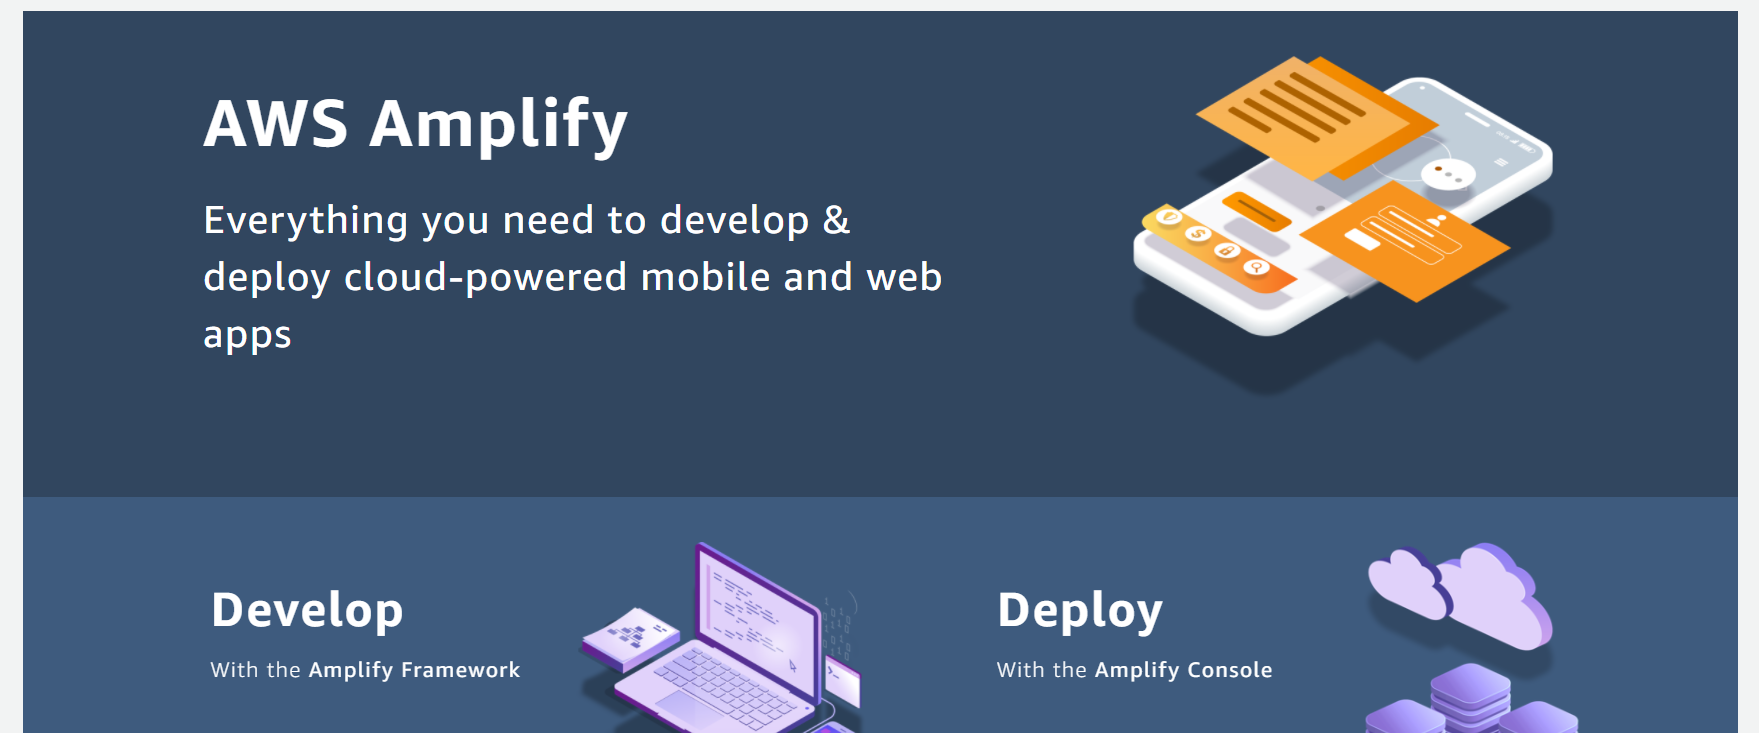 AWS Amplify
Everything you need to develop &
deploy cloud-powered mobile and web
apps
Develop
With the Amplify Framework
Deploy
With the Amplify Console